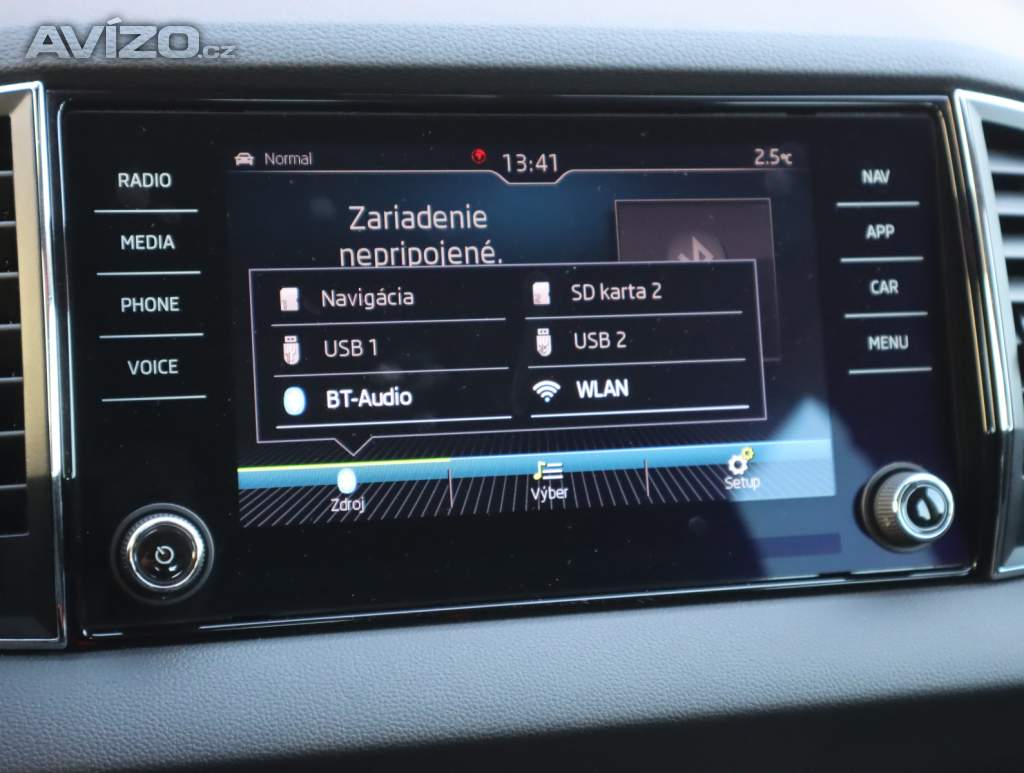 AVÍZO.cz
Normal 13:41 2.5°C
RADIO
MEDIA
PHONE
VOICE
Zariadenie
nepripojené.
Navigácia
SD karta 2
USB 1
USB 2
BT-Audio
WLAN
Zdroj
Výber
Setup
NAV
APP
CAR
MENU